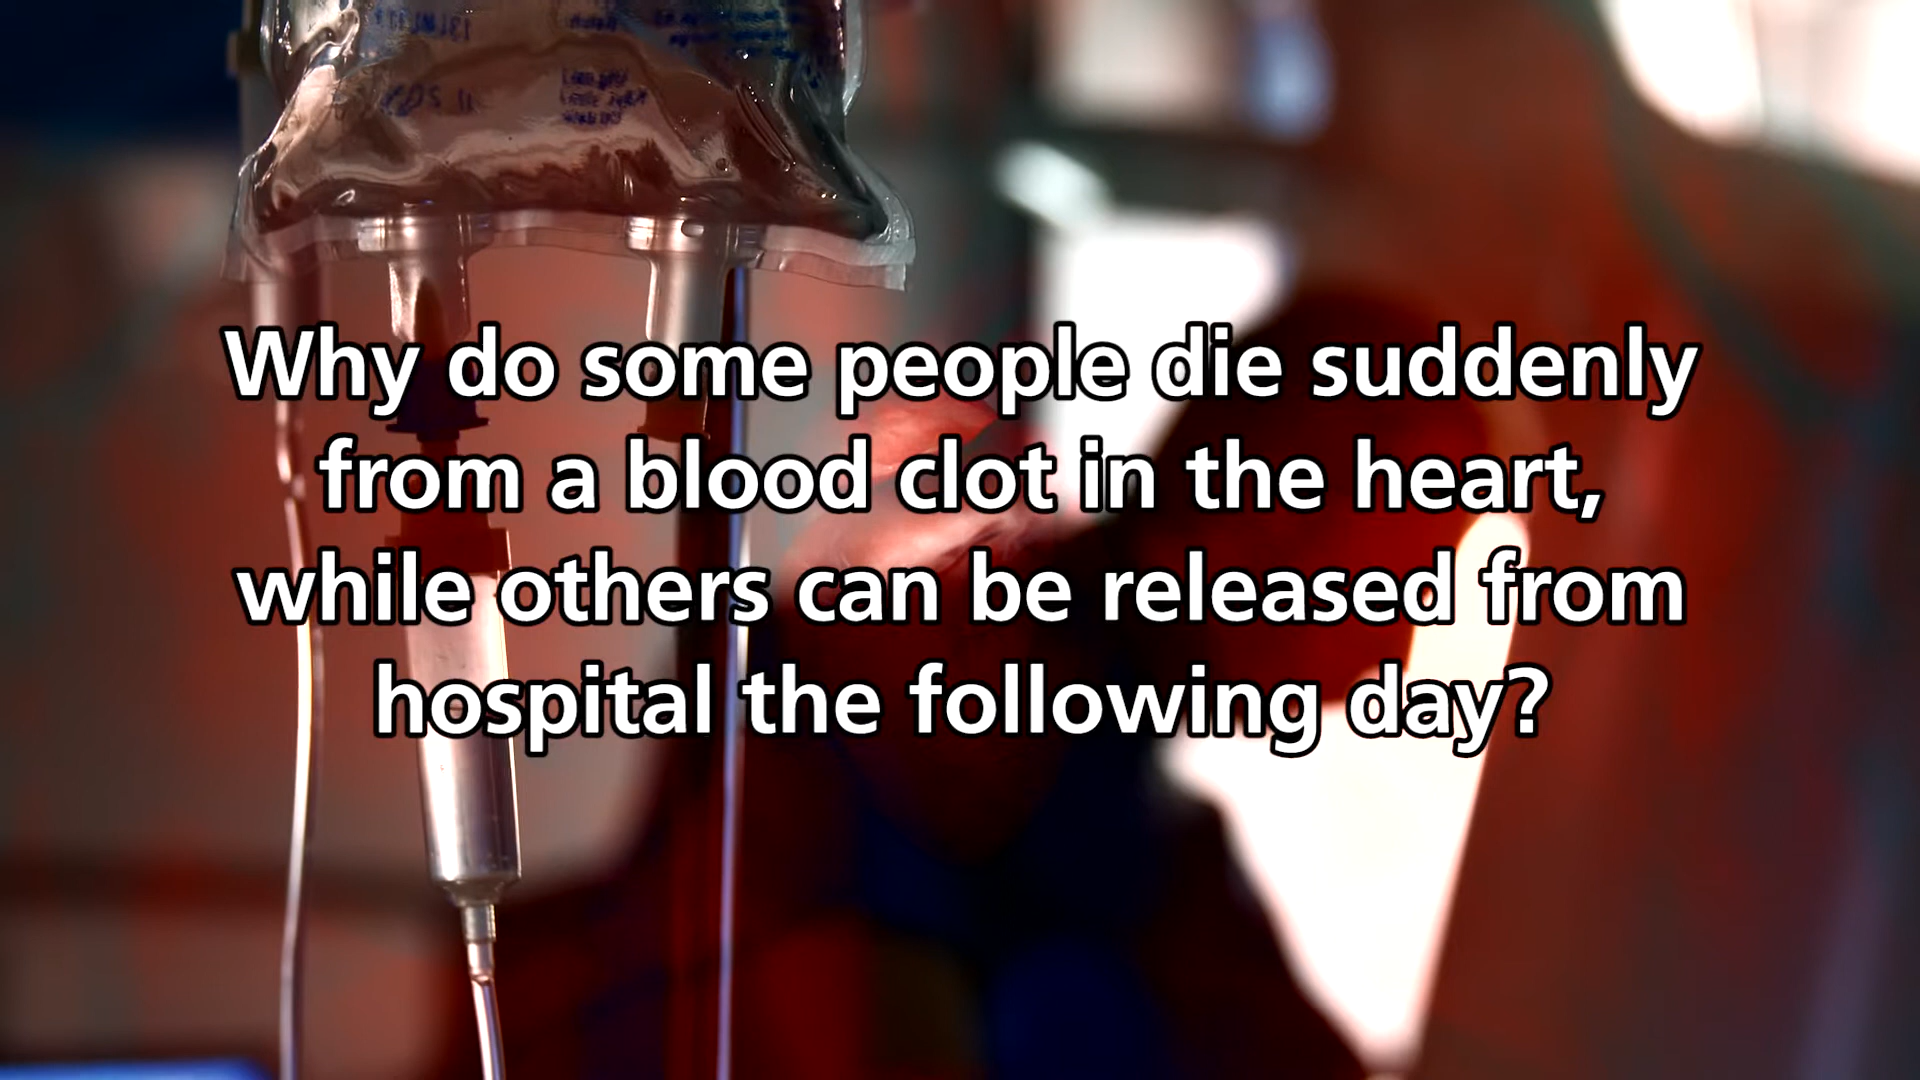 Why do some people die suddenly
from a blood clot in the heart,
while others can be released from
hospital the following day?